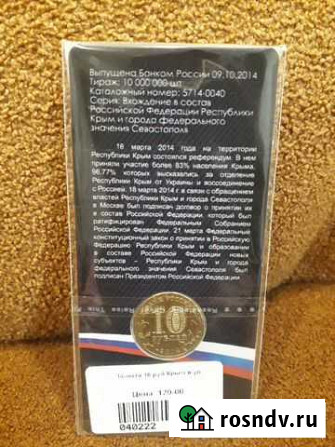 Выпущена Банком России 09.10.2014
Тираж: 10 000 000 шт.
Каталожный номер: 5714-0040
Серия: Вхождение в состав
Российской Федерации Республики
Крым и города федерального
значения Севастополя
16 марта 2014 года на территории
Республики Крым состоялся референдум. В нем
приняли участие более 83% населения Крыма,
96,77% которых высказались за отделение
Республики Крым от Украины и воссоединение
с Россией. 18 марта 2014 г. в связи с обращением
властей Республики Крым и города Севастополя
в Москве был подписан договор о принятии их
в состав Российской Федерации который был
ратифицирован Федеральным Собранием
Российской Федерации. 21 марта Федеральный
конституционный закон о принятии в Российскую
Федерацию Республики Крым и образовании
в составе Российской Федерации новых
субъектов – Республики Крым и города
федерального значения Севастополя был
подписан Президентом Российской Федерации
10
РУБЛЕЙ
Цена: 120-00
040222
rosndv.ru